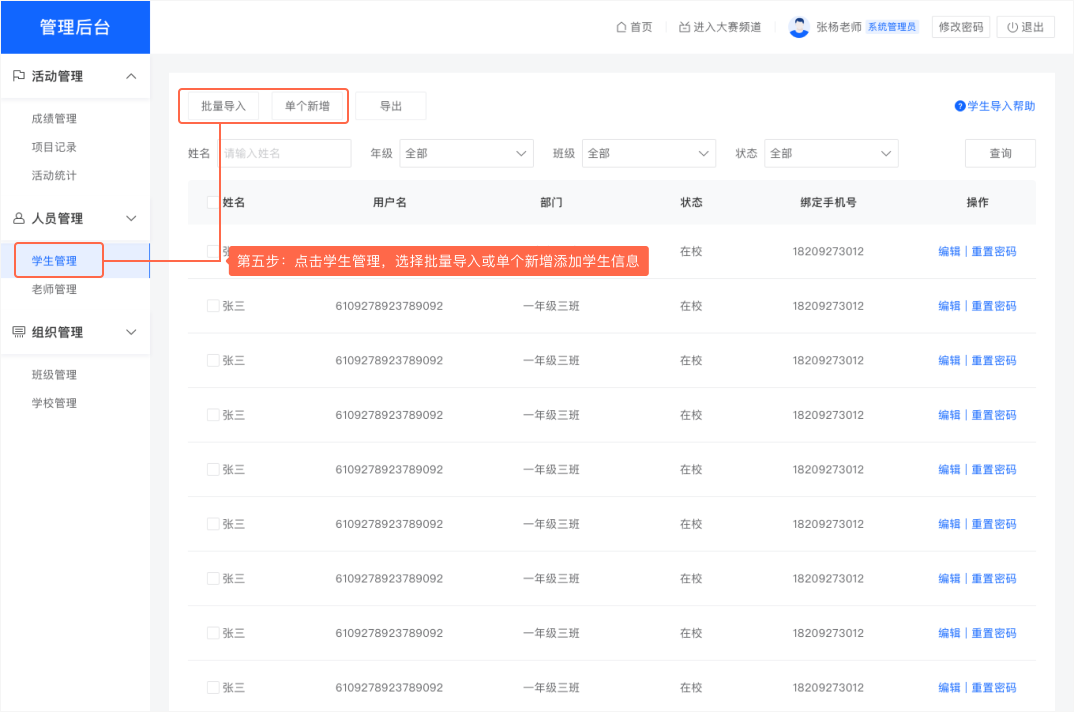 管理后台
首页
进入大赛频道
张杨老师 系统管理员
修改密码
退出
活动管理
成绩管理
项目记录
活动统计
人员管理
学生管理
老师管理
组织管理
班级管理
学校管理
批量导入 单个新增 导出
学生导入帮助
姓名 请输入姓名 年级 全部 班级 全部 状态 全部 查询
姓名 用户名 部门 状态 绑定手机号 操作
在校 18209273012 编辑 | 重置密码
第五步：点击学生管理，选择批量导入或单个新增添加学生信息
张三 6109278923789092 一年级三班 在校 18209273012 编辑 | 重置密码
张三 6109278923789092 一年级三班 在校 18209273012 编辑 | 重置密码
张三 6109278923789092 一年级三班 在校 18209273012 编辑 | 重置密码
张三 6109278923789092 一年级三班 在校 18209273012 编辑 | 重置密码
张三 6109278923789092 一年级三班 在校 18209273012 编辑 | 重置密码
张三 6109278923789092 一年级三班 在校 18209273012 编辑 | 重置密码
张三 6109278923789092 一年级三班 在校 18209273012 编辑 | 重置密码
张三 6109278923789092 一年级三班 在校 18209273012 编辑 | 重置密码